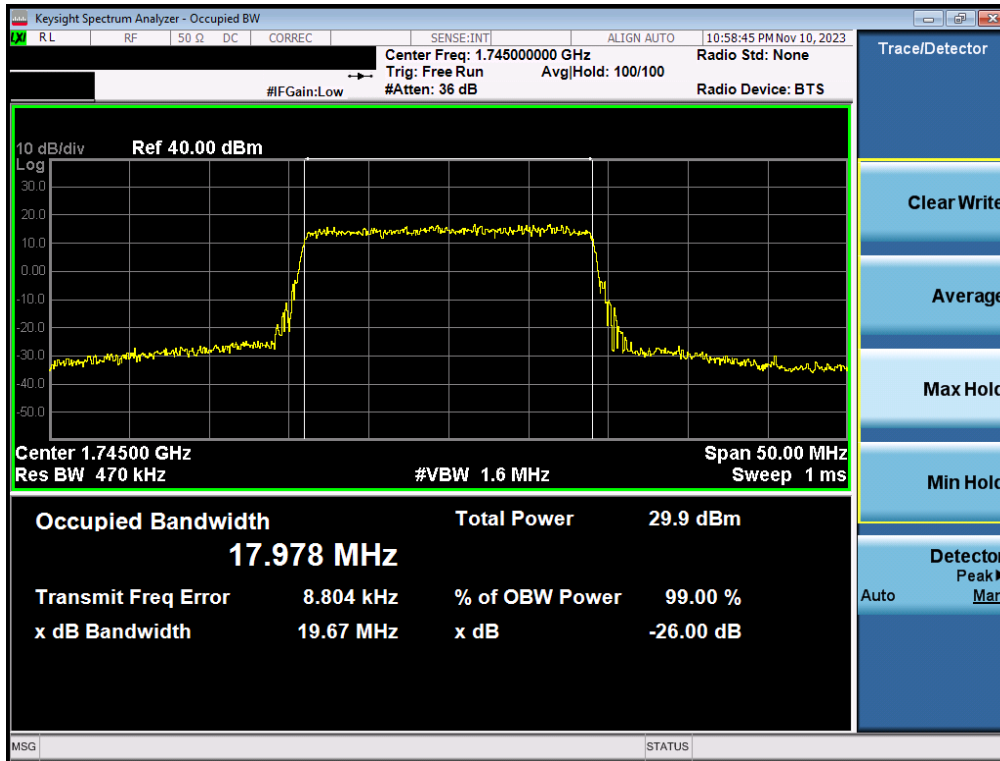 Keysight Spectrum Analyzer - Occupied BW
LXI RL RF 50 Ω DC CORREC SENSE:INT ALIGN AUTO 10:58:45 PM Nov 10, 2023
Center Freq: 1.745000000 GHz Radio Std: None
Trig: Free Run Avg|Hold: 100/100
#IFGain:Low #Atten: 36 dB Radio Device: BTS
Trace/Detector
10 dB/div Ref 40.00 dBm
Log
30.0
20.0
10.0
0.00
-10.0
-20.0
-30.0
-40.0
-50.0
Center 1.74500 GHz Span 50.00 MHz
Res BW 470 kHz #VBW 1.6 MHz Sweep 1 ms
Occupied Bandwidth Total Power 29.9 dBm
17.978 MHz
Transmit Freq Error 8.804 kHz % of OBW Power 99.00 %
x dB Bandwidth 19.67 MHz x dB -26.00 dB
Clear Write
Average
Max Hold
Min Hold
Detector
Peak
Auto Man
MSG STATUS